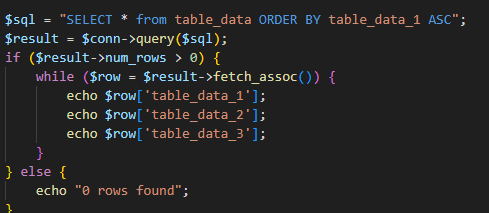 $sql = "SELECT * from table_data ORDER BY table_data_1 ASC";
$result = $conn->query($sql);
if ($result->num_rows > 0) {
    while ($row = $result->fetch_assoc()) {
        echo $row['table_data_1'];
        echo $row['table_data_2'];
        echo $row['table_data_3'];
    }
} else {
    echo "0 rows found";
}